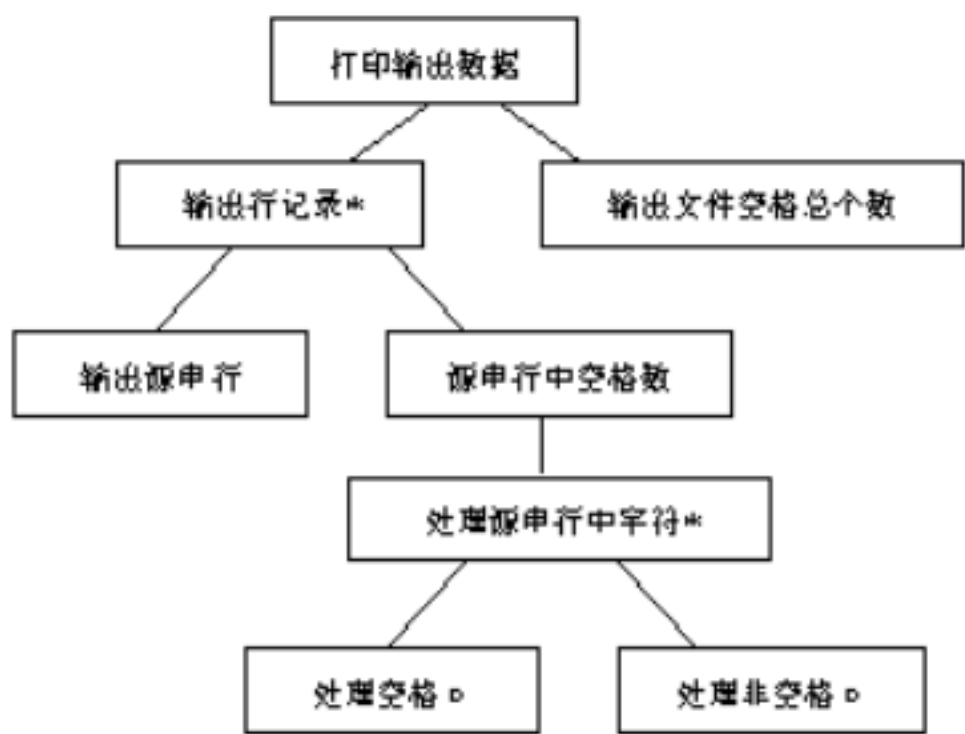 打印输出数据
输出行记录*
输出文件空格总个数
输出源串行
源串行中空格数
处理源串行中字符*
处理空格o
处理非空格o